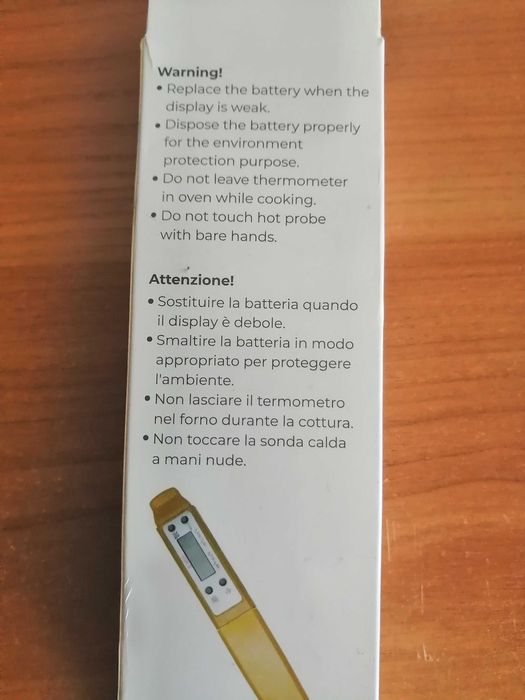 Warning!
• Replace the battery when the
display is weak.
• Dispose the battery properly
for the environment
protection purpose.
• Do not leave thermometer
in oven while cooking.
• Do not touch hot probe
with bare hands.
Attenzione!
• Sostituire la batteria quando
il display è debole.
• Smaltire la batteria in modo
appropriato per proteggere
l'ambiente.
• Non lasciare il termometro
nel forno durante la cottura.
• Non toccare la sonda calda
a mani nude.